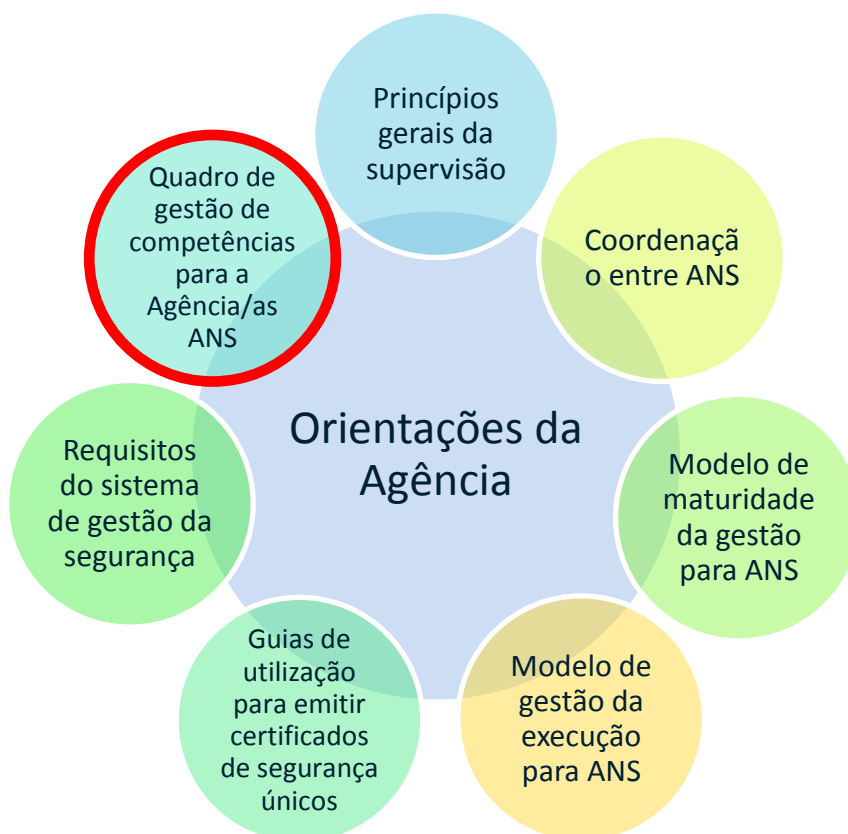 Princípios
gerais da
supervisão
Coordenaçã
o entre ANS
Modelo de
maturidade
da gestão
para ANS
Modelo de
gestão da
execução
para ANS
Guias de
utilização
para emitir
certificados
de segurança
únicos
Requisitos
do sistema
de gestão da
segurança
Quadro de
gestão de
competências
para a
Agência/as
ANS
Orientações da
Agência